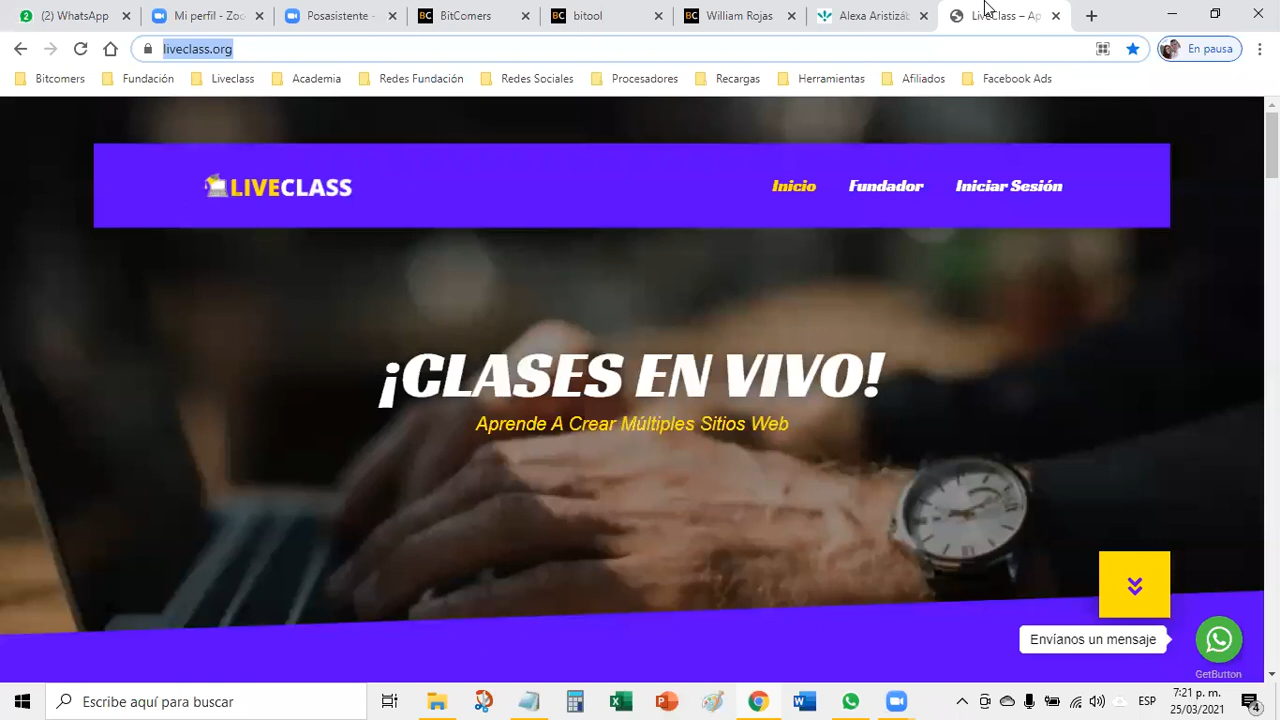 (2) WhatsApp
Mi perfil - Zoo
Posasistente -
BitComers
bitool
William Rojas
Alexa Aristizáb
LiveClass – Ap
liveclass.org
En pausa
Bitcomers
Fundación
Liveclass
Academia
Redes Fundación
Redes Sociales
Procesadores
Recargas
Herramientas
Afiliados
Facebook Ads
LIVECLASS
Inicio
Fundador
Iniciar Sesión
¡CLASES EN VIVO!
Aprende A Crear Múltiples Sitios Web
Envíanos un mensaje
GetButton
Escribe aquí para buscar
ESP
7:21 p. m.
25/03/2021
4